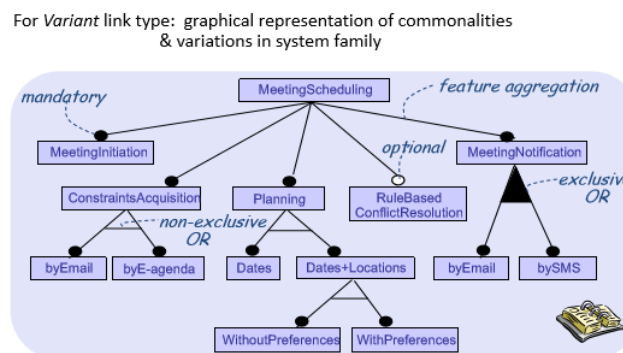 For Variant link type: graphical representation of commonalities
& variations in system family
MeetingScheduling
feature aggregation
mandatory
MeetingInitiation
optional
MeetingNotification
ConstraintsAcquisition
Planning
RuleBased
ConflictResolution
exclusive
OR
non-exclusive
OR
byEmail
byE-agenda
Dates
Dates+Locations
byEmail
bySMS
WithoutPreferences
WithPreferences